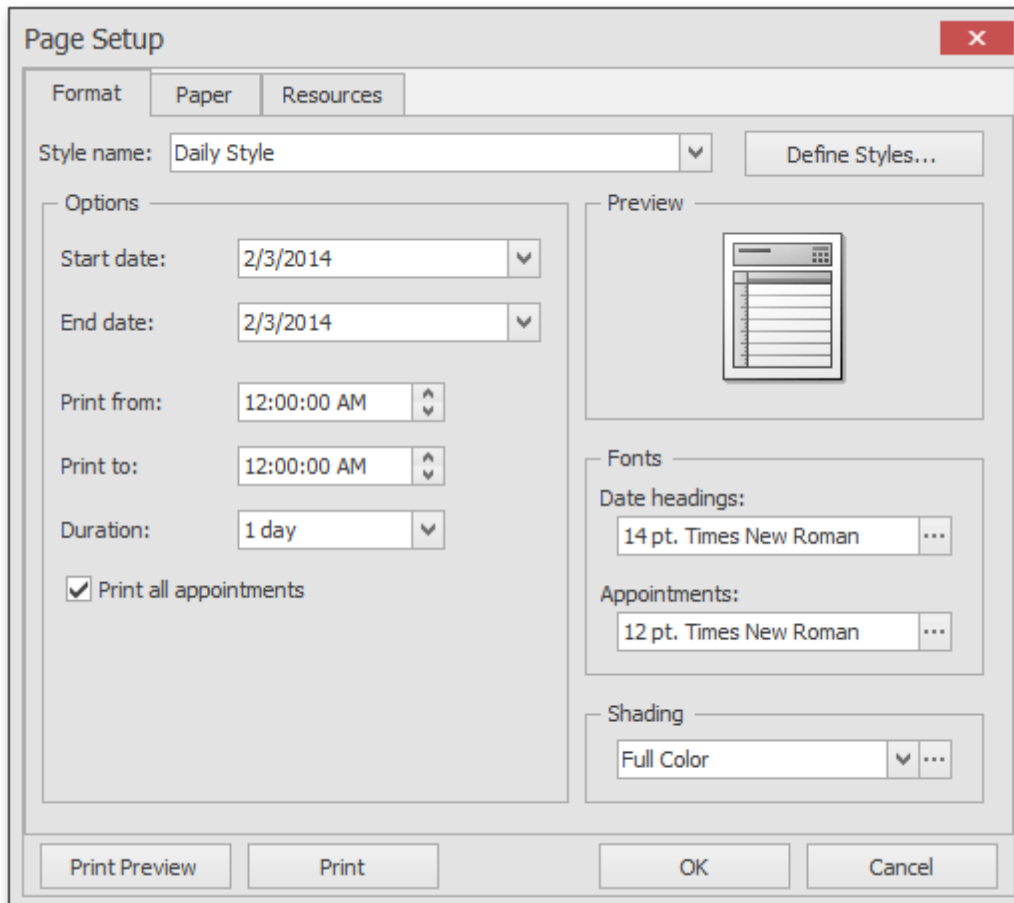 Page Setup
Format Paper Resources
Style name: Daily Style Define Styles...
Options
Start date: 2/3/2014
End date: 2/3/2014
Print from: 12:00:00 AM
Print to: 12:00:00 AM
Duration: 1 day
Print all appointments
Preview
Fonts
Date headings:
14 pt. Times New Roman ...
Appointments:
12 pt. Times New Roman ...
Shading
Full Color ...
Print Preview Print OK Cancel